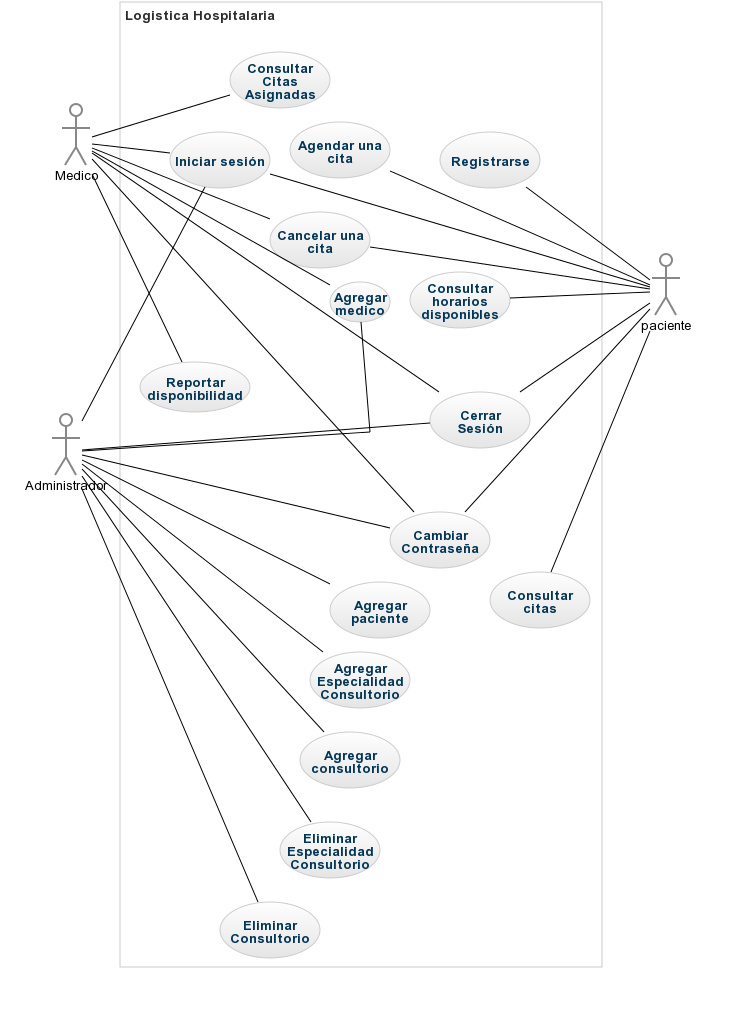 Logistica Hospitalaria
Consultar
Citas
Asignadas
Medico
Iniciar sesión
Agendar una
cita
Registrarse
Cancelar una
cita
Agregar
medico
Consultar
horarios
disponibles
paciente
Reportar
disponibilidad
Cerrar
Sesión
Administrador
Cambiar
Contraseña
Consultar
citas
Agregar
paciente
Agregar
Especialidad
Consultorio
Agregar
consultorio
Eliminar
Especialidad
Consultorio
Eliminar
Consultorio